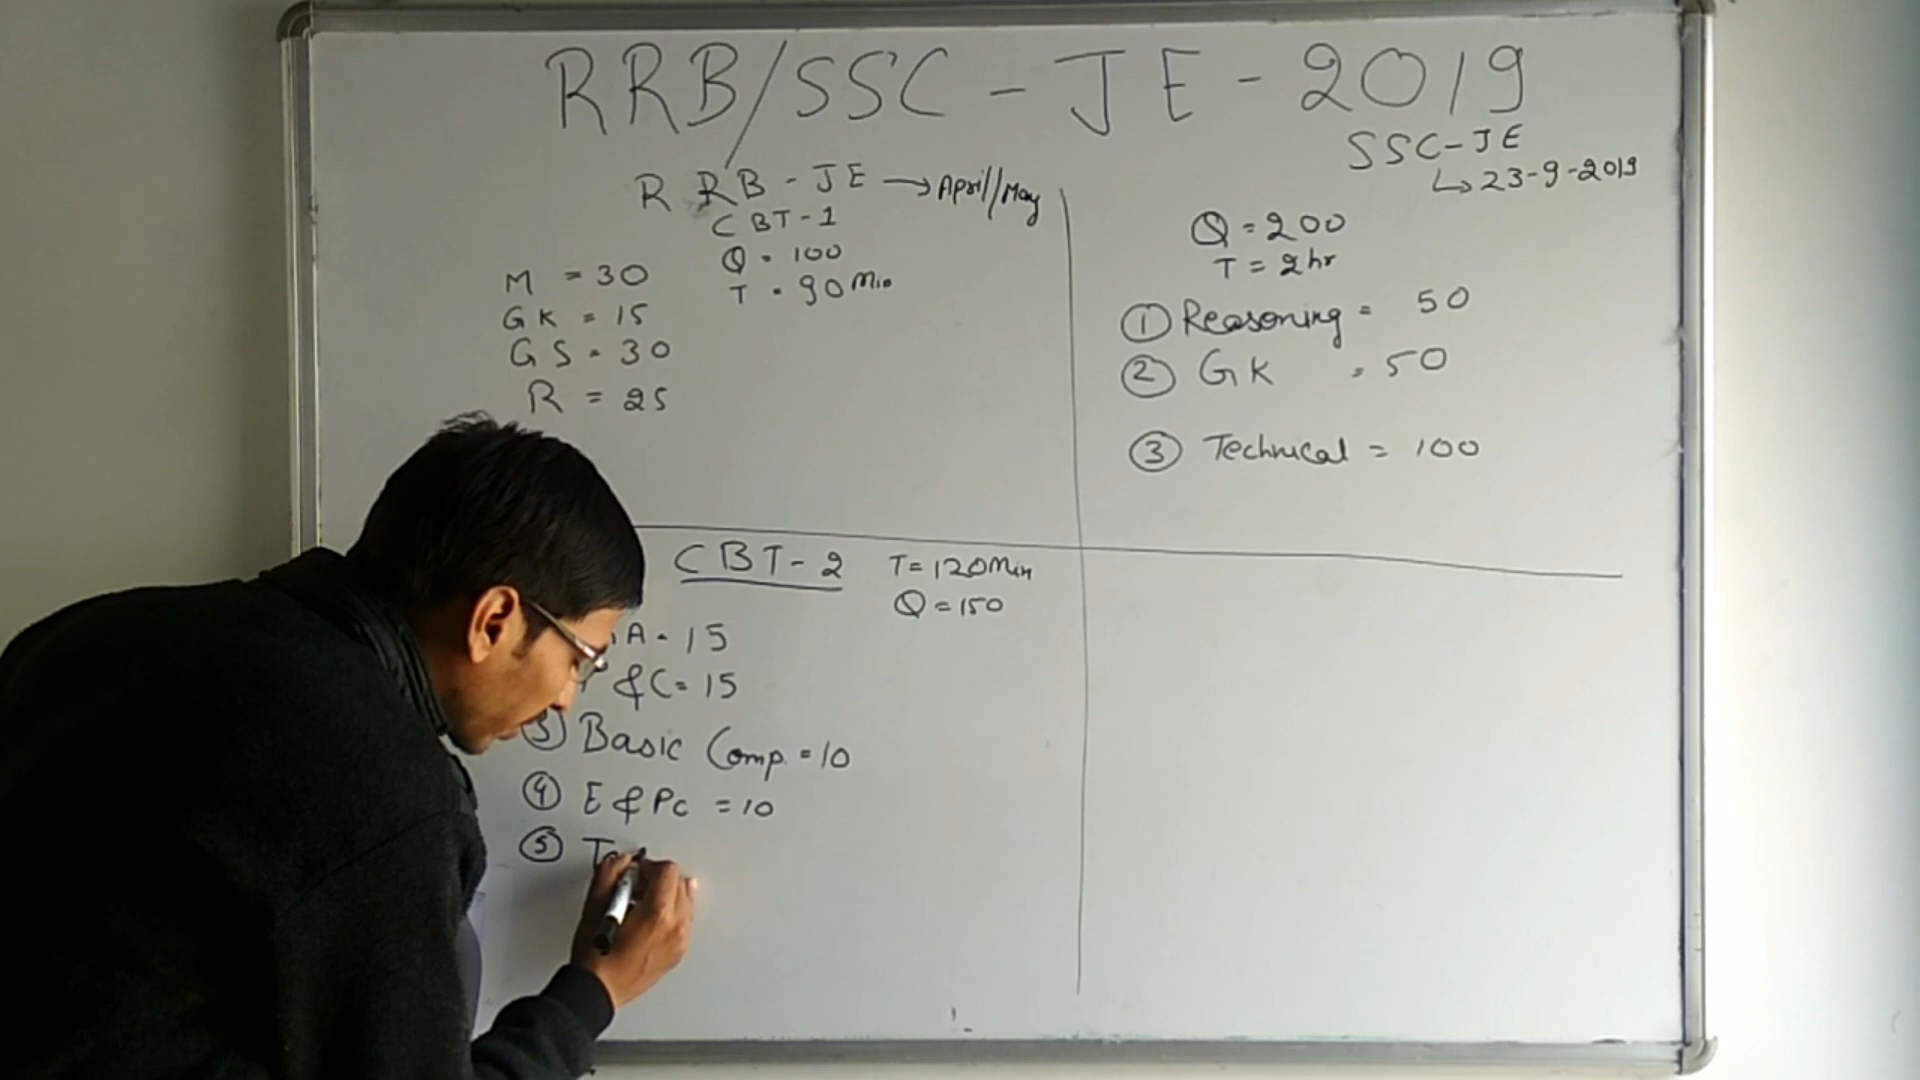 RRB/SSC-JE-2019
RRB-JE → April/May
CBT-1
Q = 100
T = 90 Min
M = 30
GK = 15
GS = 30
R = 25
SSC-JE
↳ 23-9-2019
Q = 200
T = 2 hr
① Reasoning = 50
② GK = 50
③ Technical = 100
CBT-2
T = 120 Min
Q = 150
A = 15
& C = 15
③ Basic Comp. = 10
④ E & PC = 10
⑤